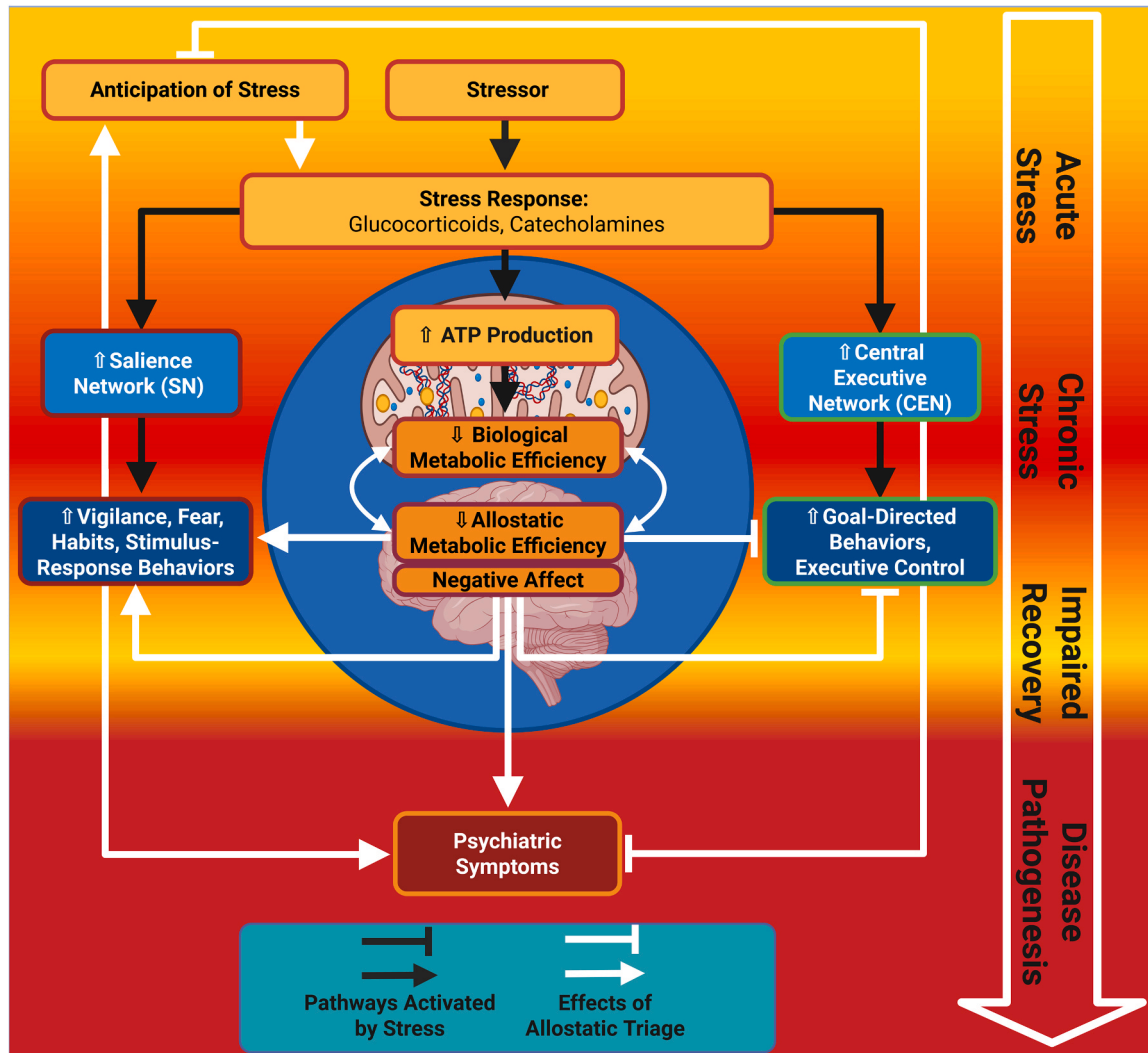 Anticipation of Stress
Stressor
Stress Response:
Glucocorticoids, Catecholamines
⇧ ATP Production
⇧ Salience
Network (SN)
⇧ Central
Executive
Network (CEN)
⇩ Biological
Metabolic Efficiency
⇧ Vigilance, Fear,
Habits, Stimulus-
Response Behaviors
⇩ Allostatic
Metabolic Efficiency
Negative Affect
⇧ Goal-Directed
Behaviors,
Executive Control
Psychiatric
Symptoms
Pathways Activated
by Stress
Effects of
Allostatic Triage
Acute
Stress
Chronic
Stress
Impaired
Recovery
Disease
Pathogenesis